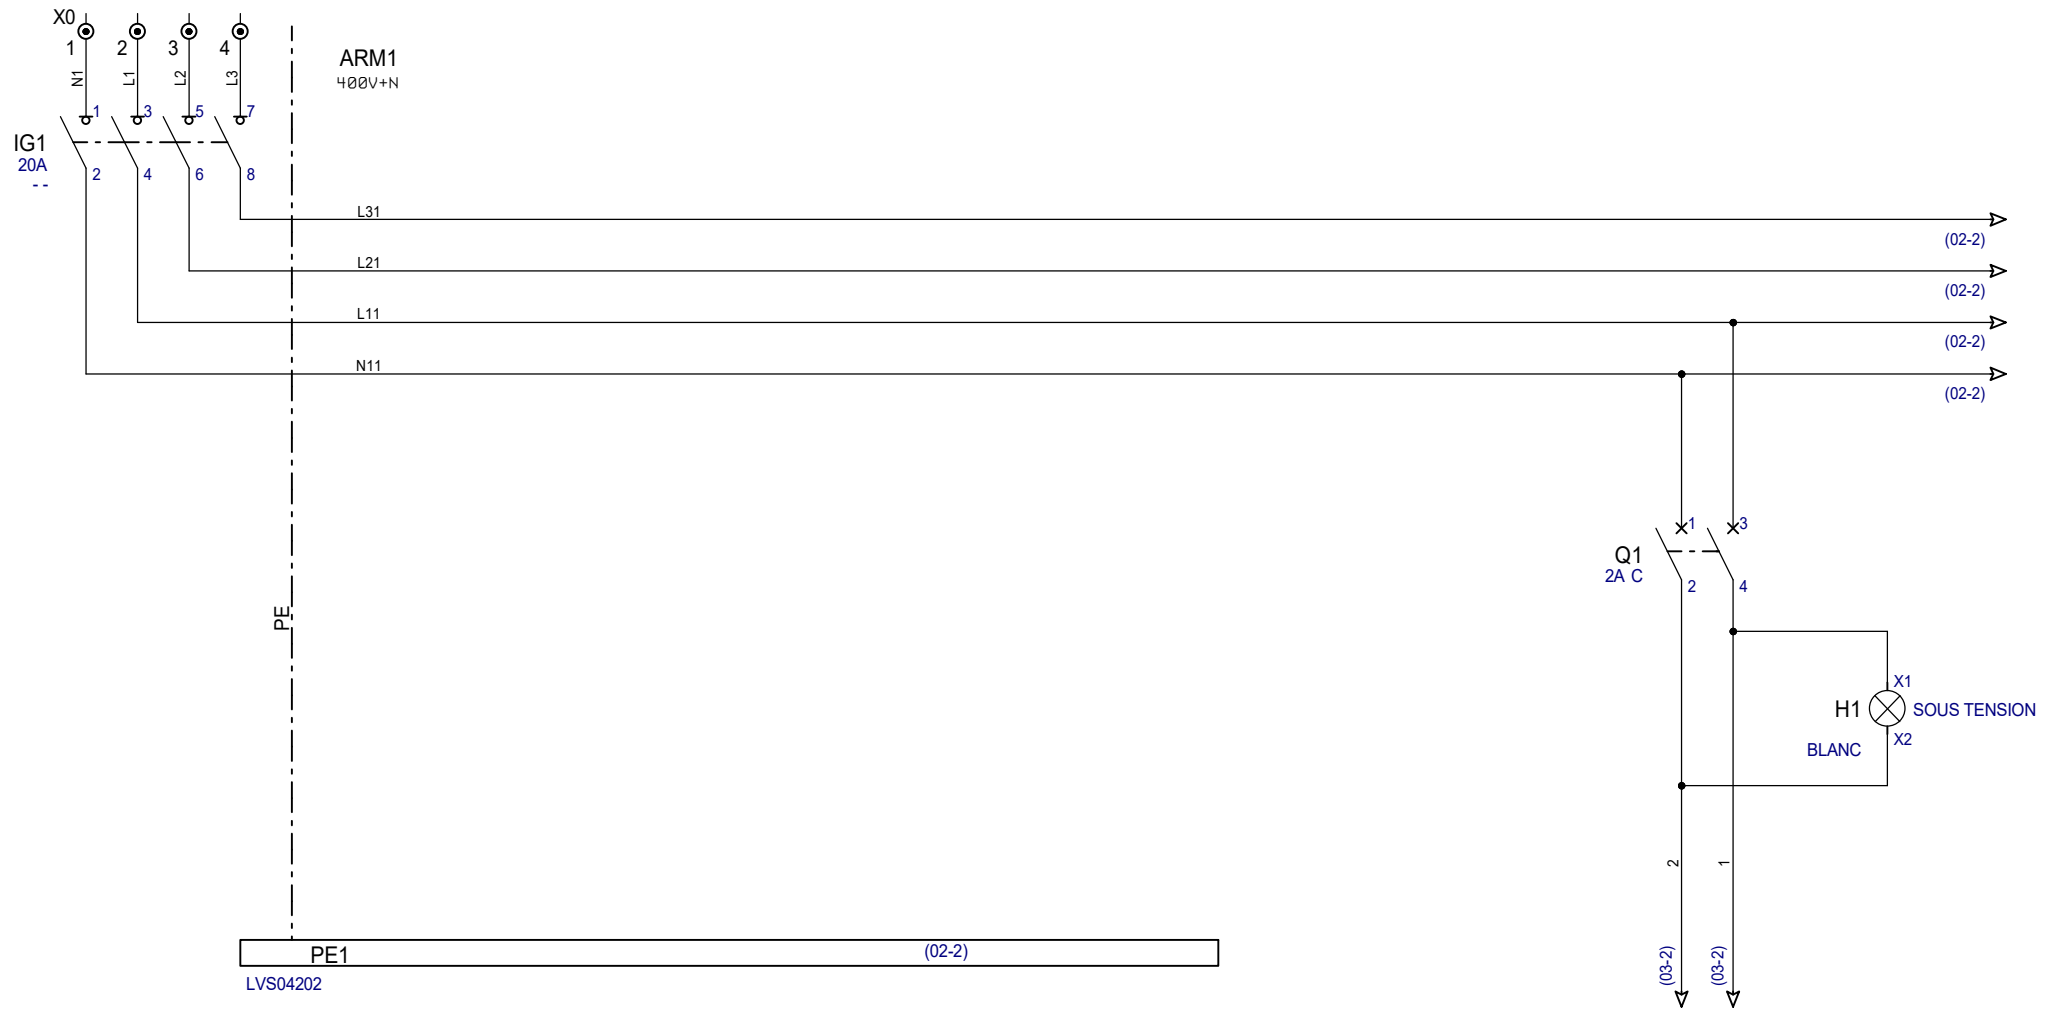 X0
1 2 3 4
N1 L1 L2 L3
ARM1
400V+N
1 3 5 7
IG1
20A
--
2 4 6 8
L31
(02-2)
L21
(02-2)
L11
(02-2)
N11
(02-2)
1 3
Q1
2A C
2 4
PE
X1
H1 SOUS TENSION
X2
BLANC
2 1
(03-2) (03-2)
PE1 (02-2)
LVS04202